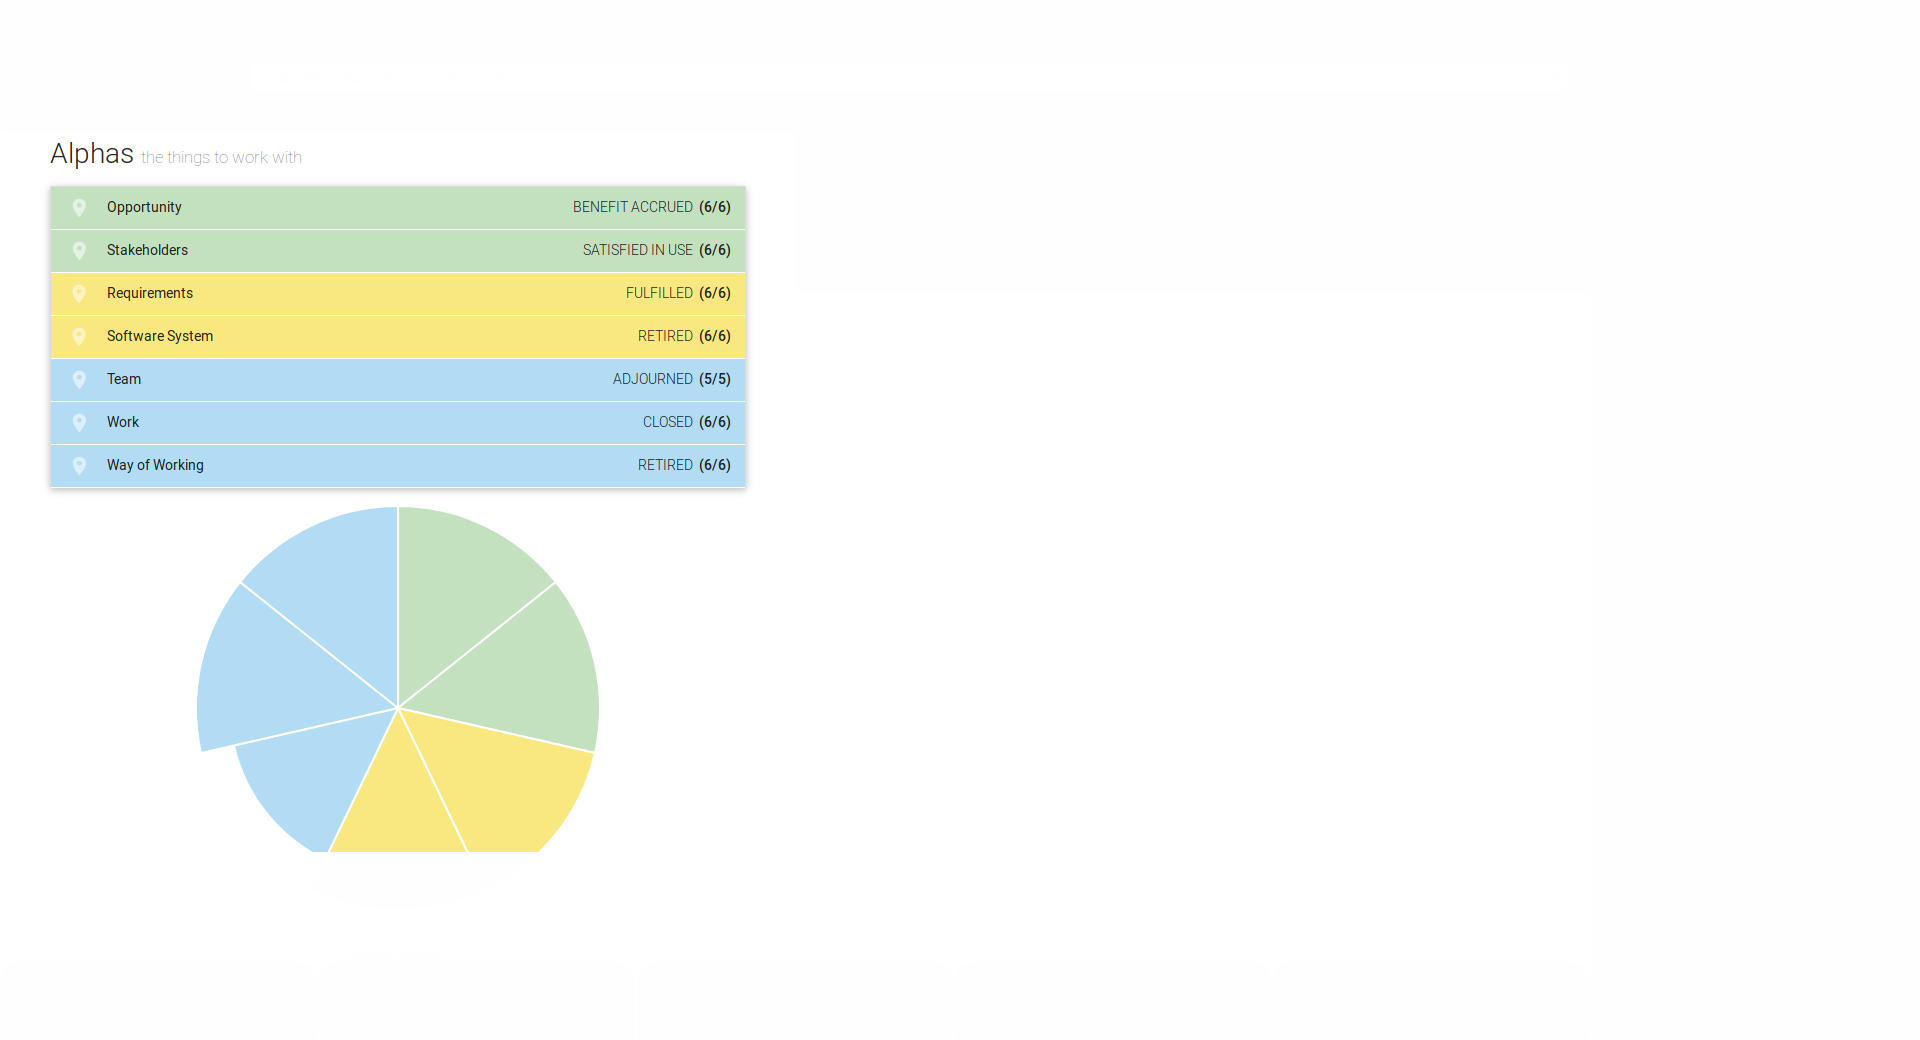 Alphas the things to work with
Opportunity BENEFIT ACCRUED (6/6)
Stakeholders SATISFIED IN USE (6/6)
Requirements FULFILLED (6/6)
Software System RETIRED (6/6)
Team ADJOURNED (5/5)
Work CLOSED (6/6)
Way of Working RETIRED (6/6)